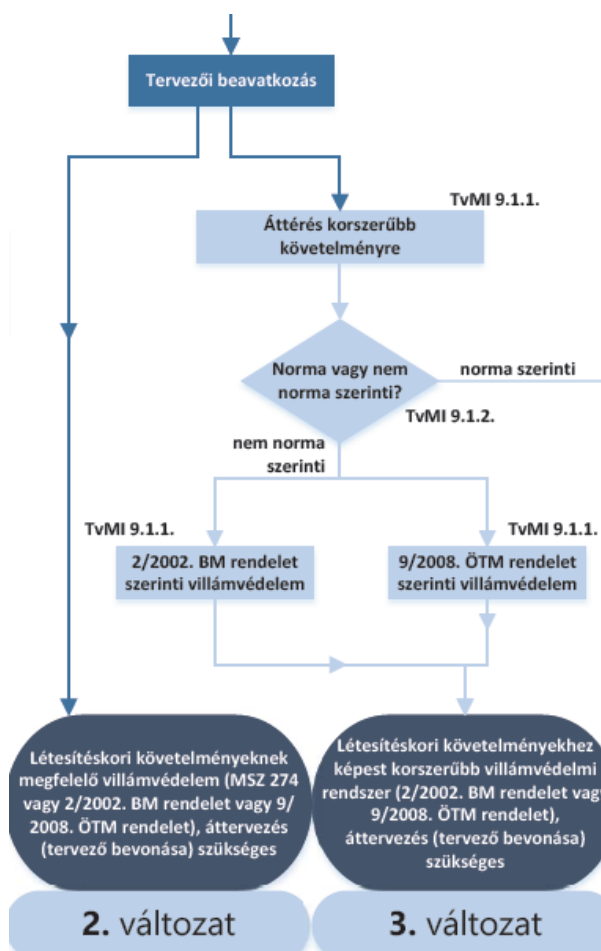 Tervezői beavatkozás
TvMI 9.1.1.
Áttérés korszerűbb
követelményre
Norma vagy nem
norma szerinti?
norma szerinti
TvMI 9.1.2.
nem norma
szerinti
TvMI 9.1.1.
TvMI 9.1.1.
2/2002. BM rendelet
szerinti villámvédelem
9/2008. ÖTM rendelet
szerinti villámvédelem
Létesítéskori követelményeknek
megfelelő villámvédelem (MSZ 274
vagy 2/2002. BM rendelet vagy 9/
2008. ÖTM rendelet), áttervezés
(tervező bevonása) szükséges
Létesítéskori követelményekhez
képest korszerűbb villámvédelmi
rendszer (2/2002. BM rendelet vagy
9/2008. ÖTM rendelet),
áttervezés (tervező bevonása)
szükséges
2. változat
3. változat